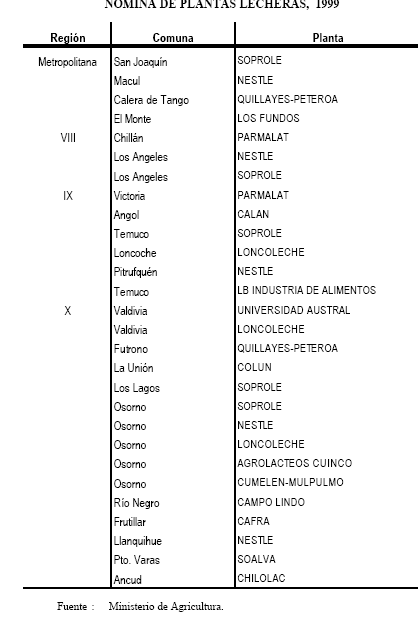 NOMINA DE PLANTAS LECHERAS, 1999
Región Comuna Planta
Metropolitana San Joaquín SOPROLE
Macul NESTLE
Calera de Tango QUILLAYES-PETEROA
El Monte LOS FUNDOS
VIII Chillán PARMALAT
Los Angeles NESTLE
Los Angeles SOPROLE
IX Victoria PARMALAT
Angol CALAN
Temuco SOPROLE
Loncoche LONCOLECHE
Pitrufquén NESTLE
Temuco LB INDUSTRIA DE ALIMENTOS
X Valdivia UNIVERSIDAD AUSTRAL
Valdivia LONCOLECHE
Futrono QUILLAYES-PETEROA
La Unión COLUN
Los Lagos SOPROLE
Osorno SOPROLE
Osorno NESTLE
Osorno LONCOLECHE
Osorno AGROLACTEOS CUINCO
Osorno CUMELEN-MULPULMO
Río Negro CAMPO LINDO
Frutillar CAFRA
Llanquihue NESTLE
Pto. Varas SOALVA
Ancud CHILOLAC
Fuente : Ministerio de Agricultura.